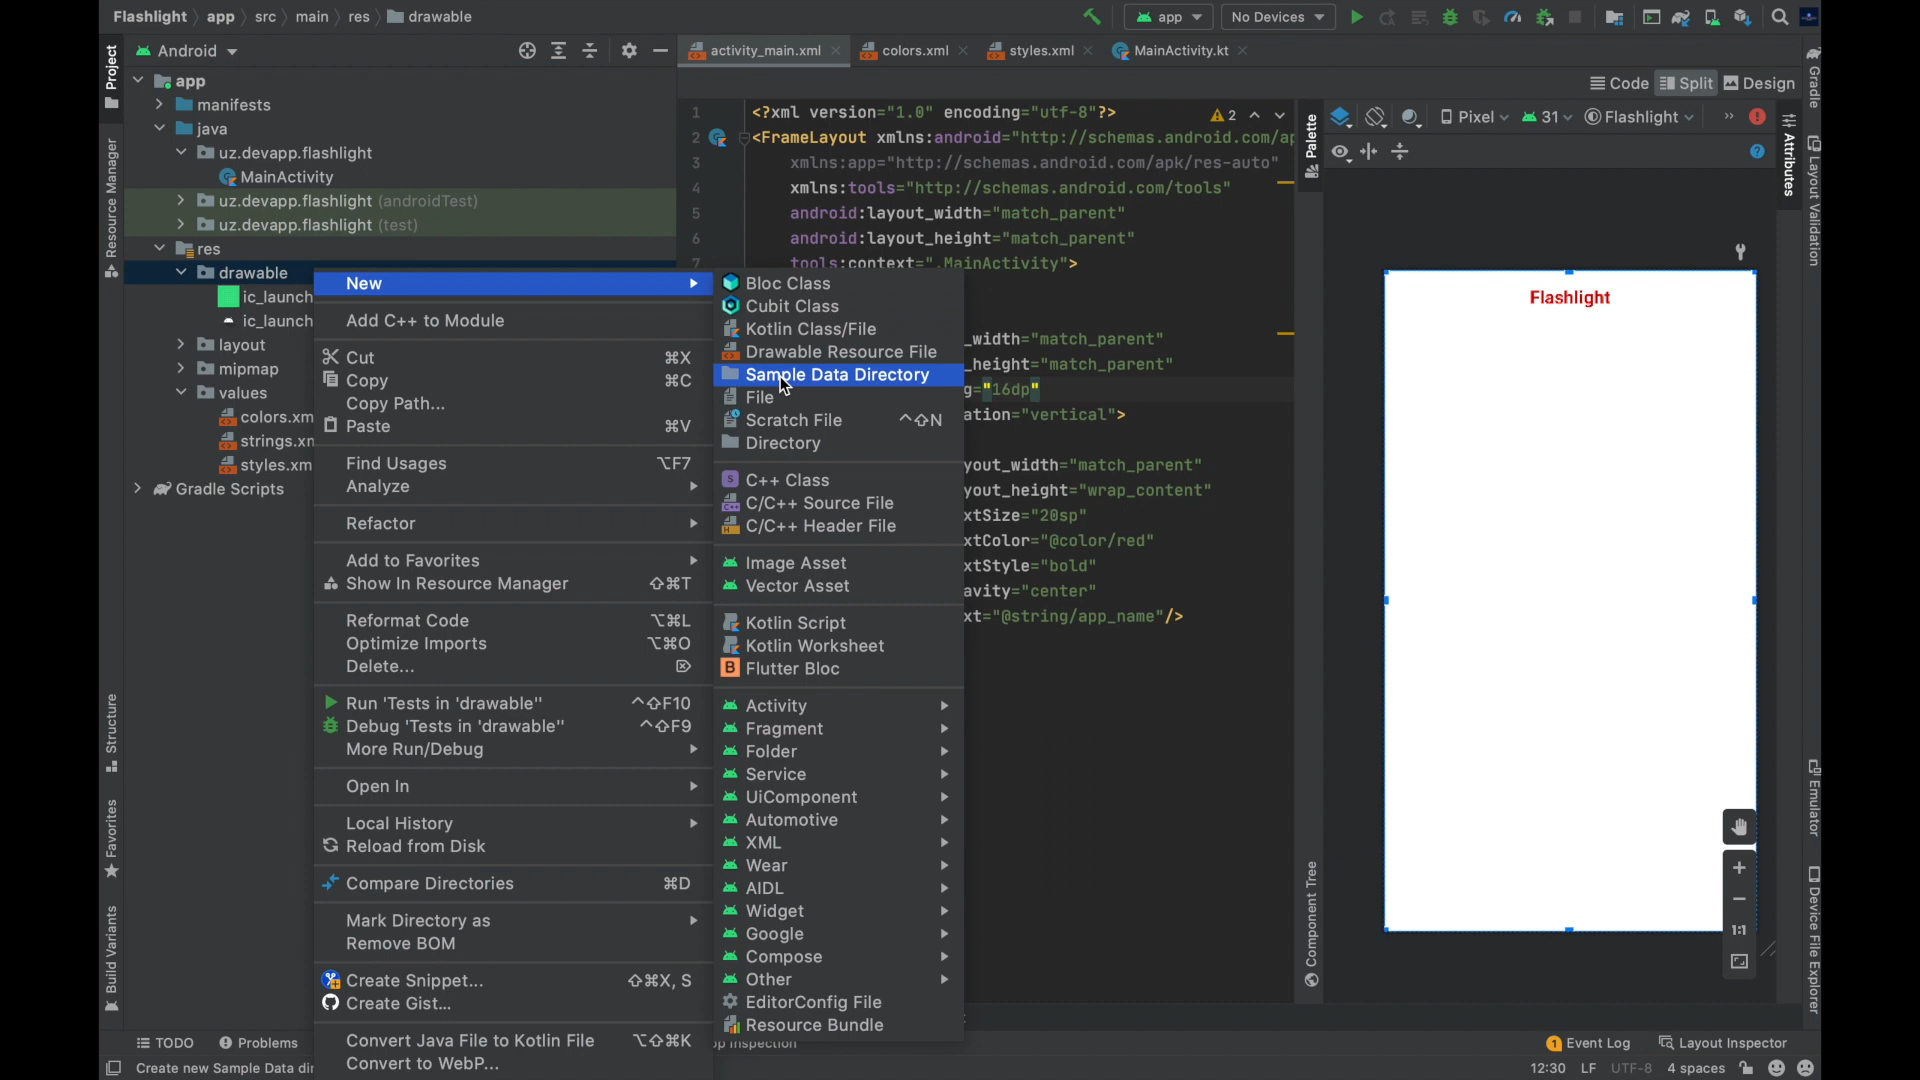 Flashlight app src main res drawable
app No Devices
Project
Android
activity_main.xml colors.xml styles.xml MainActivity.kt
Code Split Design
app
manifests
java
uz.devapp.flashlight
MainActivity
uz.devapp.flashlight (androidTest)
uz.devapp.flashlight (test)
res
drawable
ic_launch
ic_launch
layout
mipmap
values
colors.xm
strings.xm
styles.xm
Gradle Scripts
Resource Manager
Structure
Favorites
Build Variants
New
Add C++ to Module
Cut ⌘X
Copy ⌘C
Copy Path...
Paste ⌘V
Find Usages ⌥F7
Analyze
Refactor
Add to Favorites
Show In Resource Manager ⇧⌘T
Reformat Code ⌥⌘L
Optimize Imports ⌥⌘O
Delete... ⌦
Run 'Tests in 'drawable'' ^⇧F10
Debug 'Tests in 'drawable'' ^⇧F9
More Run/Debug
Open In
Local History
Reload from Disk
Compare Directories ⌘D
Mark Directory as
Remove BOM
Create Snippet... ⇧⌘X, S
Create Gist...
Convert Java File to Kotlin File ⌥⇧⌘K
Convert to WebP...
Bloc Class
Cubit Class
Kotlin Class/File
Drawable Resource File
Sample Data Directory
File
Scratch File ^⇧N
Directory
C++ Class
C/C++ Source File
C/C++ Header File
Image Asset
Vector Asset
Kotlin Script
Kotlin Worksheet
Flutter Bloc
Activity
Fragment
Folder
Service
UiComponent
Automotive
XML
Wear
AIDL
Widget
Google
Compose
Other
EditorConfig File
Resource Bundle
1 <?xml version="1.0" encoding="utf-8"?> 2
2 <FrameLayout xmlns:android="http://schemas.android.com/ap
3 xmlns:app="http://schemas.android.com/apk/res-auto"
4 xmlns:tools="http://schemas.android.com/tools"
5 android:layout_width="match_parent"
6 android:layout_height="match_parent"
7 tools:context=".MainActivity">
_width="match_parent"
_height="match_parent"
g="16dp"
ation="vertical">
yout_width="match_parent"
yout_height="wrap_content"
xtSize="20sp"
xtColor="@color/red"
xtStyle="bold"
avity="center"
xt="@string/app_name"/>
Palette
Component Tree
Pixel 31 Flashlight
Flashlight
1:1
Attributes
Gradle
Layout Validation
Emulator
Device File Explorer
TODO Problems pp Inspection 1 Event Log Layout Inspector
Create new Sample Data dir 12:30 LF UTF-8 4 spaces